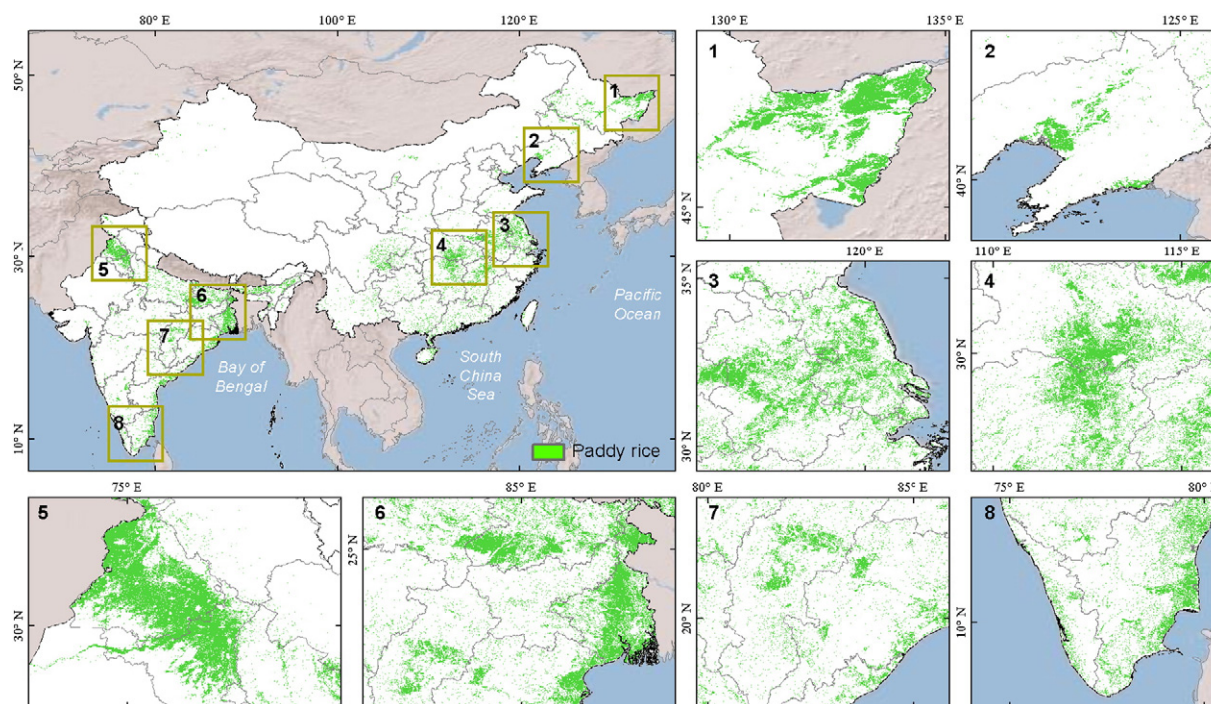 80° E 100° E 120° E
50° N
30° N
10° N
1
2
3
4
5
6
7
8
Pacific
Ocean
Bay of
Bengal
South
China
Sea
Paddy rice
130° E 135° E
1
45° N
125° E
2
40° N
120° E
3
35° N
30° N
110° E 115° E
4
30° N
75° E
5
30° N
85° E
6
25° N
80° E 85° E
7
20° N
75° E 80° E
8
10° N